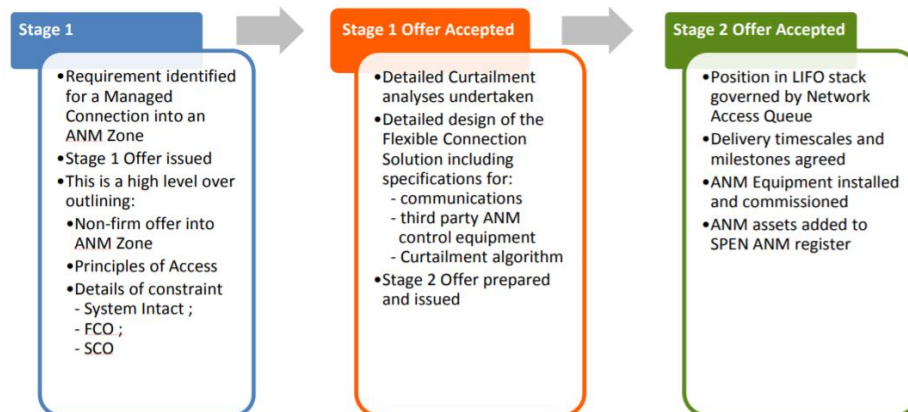 Stage 1
•Requirement identified
for a Managed
Connection into an
ANM Zone
•Stage 1 Offer issued
•This is a high level over
outlining:
•Non-firm offer into
ANM Zone
•Principles of Access
•Details of constraint
- System Intact ;
- FCO ;
- SCO
Stage 1 Offer Accepted
•Detailed Curtailment
analyses undertaken
•Detailed design of the
Flexible Connection
Solution including
specifications for:
- communications
- third party ANM
control equipment
- Curtailment algorithm
•Stage 2 Offer prepared
and issued
Stage 2 Offer Accepted
•Position in LIFO stack
governed by Network
Access Queue
•Delivery timescales and
milestones agreed
•ANM Equipment installed
and commissioned
•ANM assets added to
SPEN ANM register